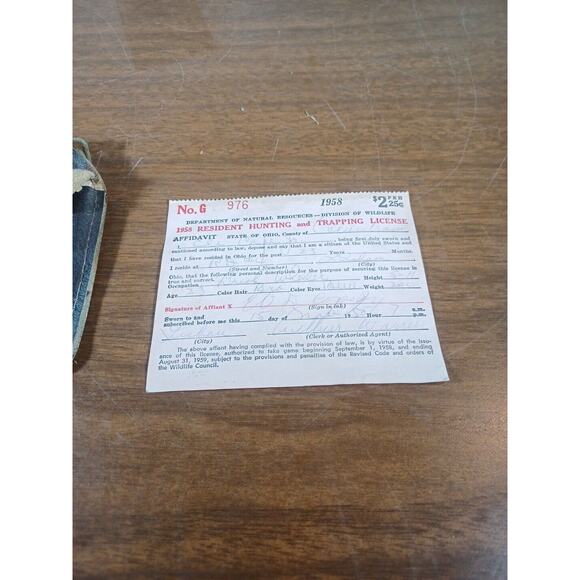 No. G 976 1958 $2 FEE 25¢
DEPARTMENT OF NATURAL RESOURCES—DIVISION OF WILDLIFE
1958 RESIDENT HUNTING and TRAPPING LICENSE
AFFIDAVIT STATE OF OHIO, County of
I, being first duly sworn and
cautioned according to law, depose and say that I am a citizen of the United States and
that I have resided in Ohio for the past Years Months.
I reside at
(Street and Number) (City)
Ohio, that the following personal description for the purpose of securing this license is
true and correct.
Occupation Height
Age Color Hair Color Eyes Weight
Signature of Affiant X
(Sign in ink)
Sworn to and a.m.
subscribed before me this 15 day of 19 Hour p.m.
(City) (Clerk or Authorized Agent)
The above affiant having complied with the provision of law, is by virtue of the issu-
ance of this license, authorized to take game beginning September 1, 1958, and ending
August 31, 1959, subject to the provisions and penalties of the Revised Code and orders of
the Wildlife Council.